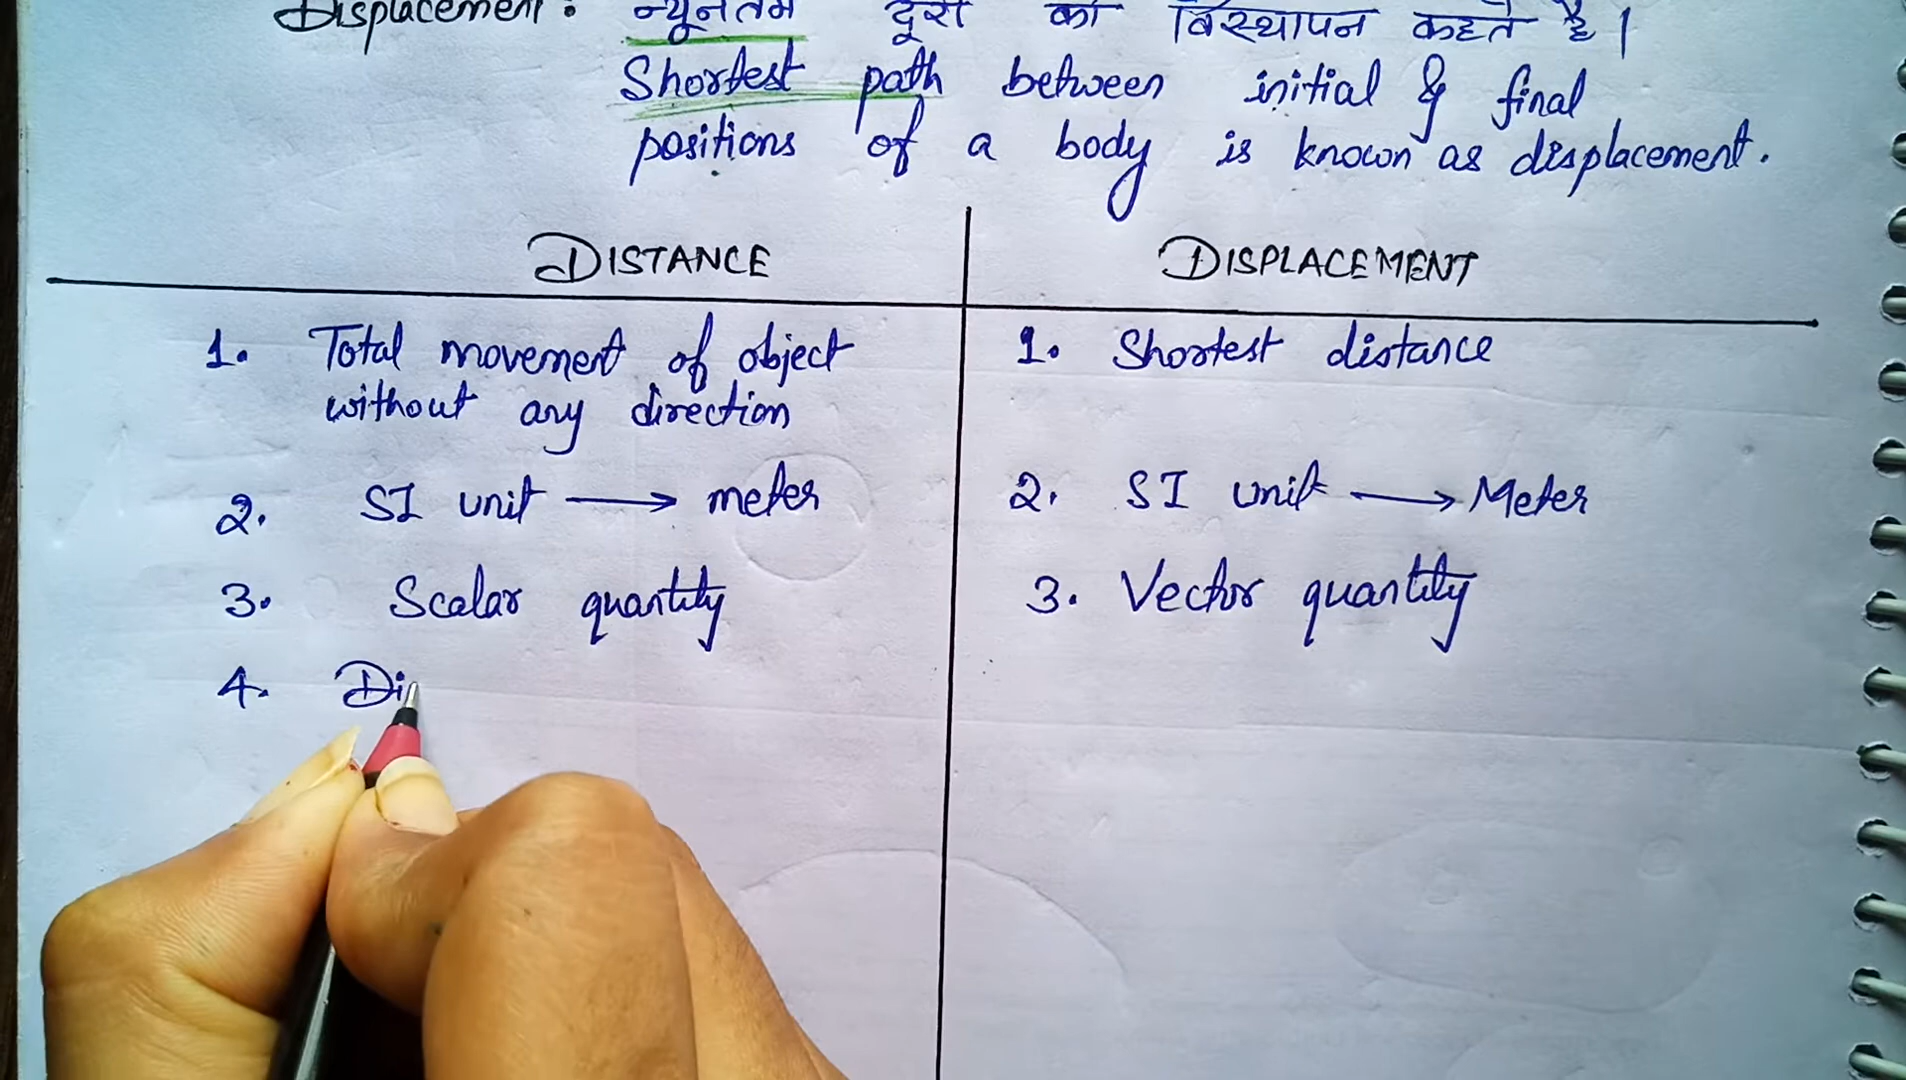 Displacement: न्यूनतम दूरी को विस्थापन कहते है।
Shortest path between initial & final
positions of a body is known as displacement.
DISTANCE
1. Total movement of object
without any direction
2. SI unit → meter
3. Scalar quantity
4. Di
DISPLACEMENT
1. Shortest distance
2. SI unit → Meter
3. Vector quantity